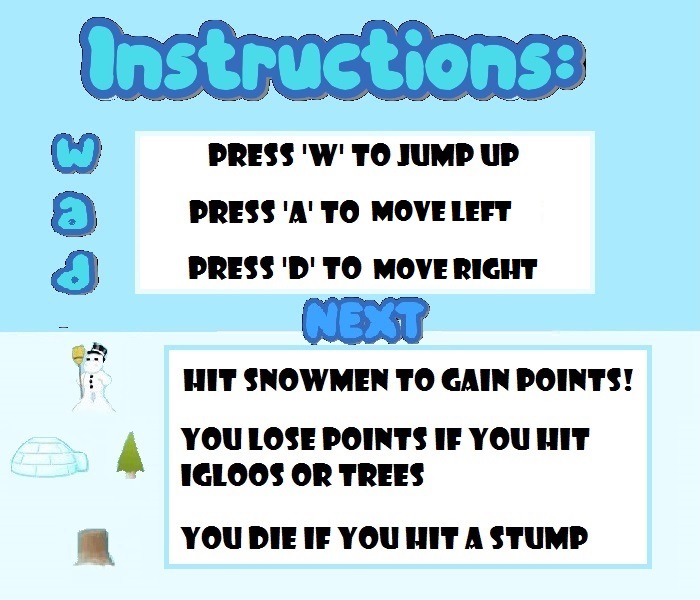 Instructions:
w
PRESS 'W' TO JUMP UP
a
PRESS 'A' TO MOVE LEFT
d
PRESS 'D' TO MOVE RIGHT
NEXT
HIT SNOWMEN TO GAIN POINTS!
YOU LOSE POINTS IF YOU HIT
IGLOOS OR TREES
YOU DIE IF YOU HIT A STUMP